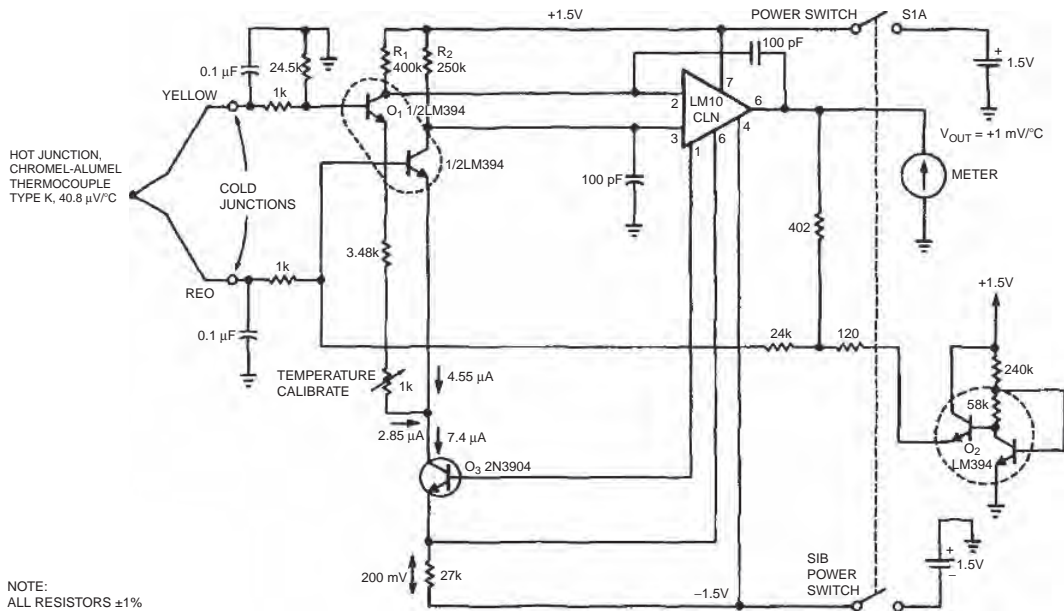 +1.5V
POWER SWITCH
S1A
100 pF
R1
400k
R2
250k
24.5k
0.1 µF
YELLOW
1k
O1 1/2LM394
2
7
LM10
CLN
6
3
1
6
4
+
1.5V
VOUT = +1 mV/°C
1/2LM394
HOT JUNCTION,
CHROMEL-ALUMEL
THERMOCOUPLE
TYPE K, 40.8 µV/°C
COLD
JUNCTIONS
100 pF
METER
402
3.48k
1k
REO
+1.5V
0.1 µF
24k
120
240k
TEMPERATURE
CALIBRATE
1k
4.55 µA
58k
2.85 µA
7.4 µA
O2
LM394
O3 2N3904
200 mV
27k
–1.5V
SIB
POWER
SWITCH
+
1.5V
–
NOTE:
ALL RESISTORS ±1%